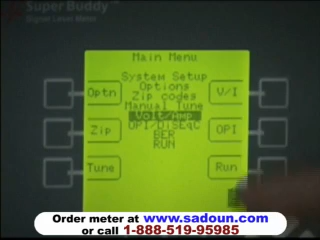 Super Buddy
Signal Level Meter
Main Menu
System Setup
Options
Zip codes
Manual Tune
Volt/Amp
OPI/DiSEqC
BER
RUN
Optn
Zip
Tune
V/I
OPI
Run
Order meter at www.sadoun.com
or call 1-888-519-95985